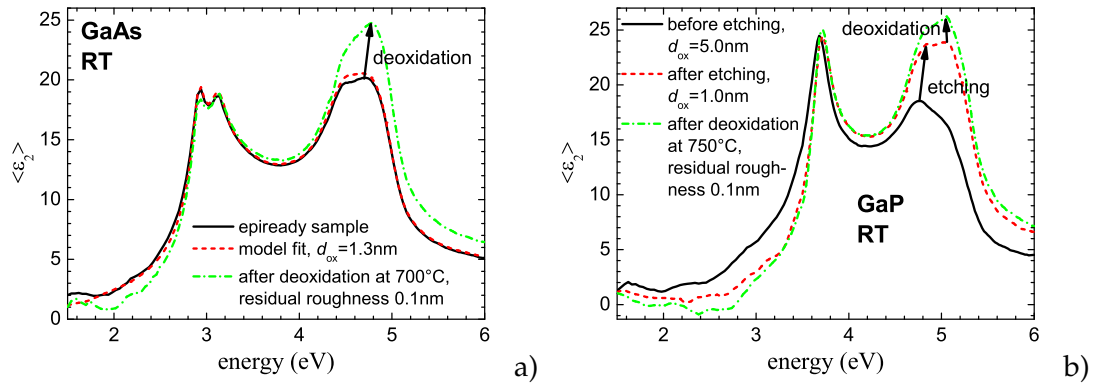 GaAs
RT
deoxidation
epiready sample
model fit, dox=1.3nm
after deoxidation at 700°C,
residual roughness 0.1nm
<ε2>
25
20
15
10
5
0
2 3 4 5 6
energy (eV)
a)
before etching,
dox=5.0nm
after etching,
dox=1.0nm
after deoxidation
at 750°C,
residual rough-
ness 0.1nm
deoxidation
etching
GaP
RT
<ε2>
25
20
15
10
5
0
2 3 4 5 6
energy (eV)
b)